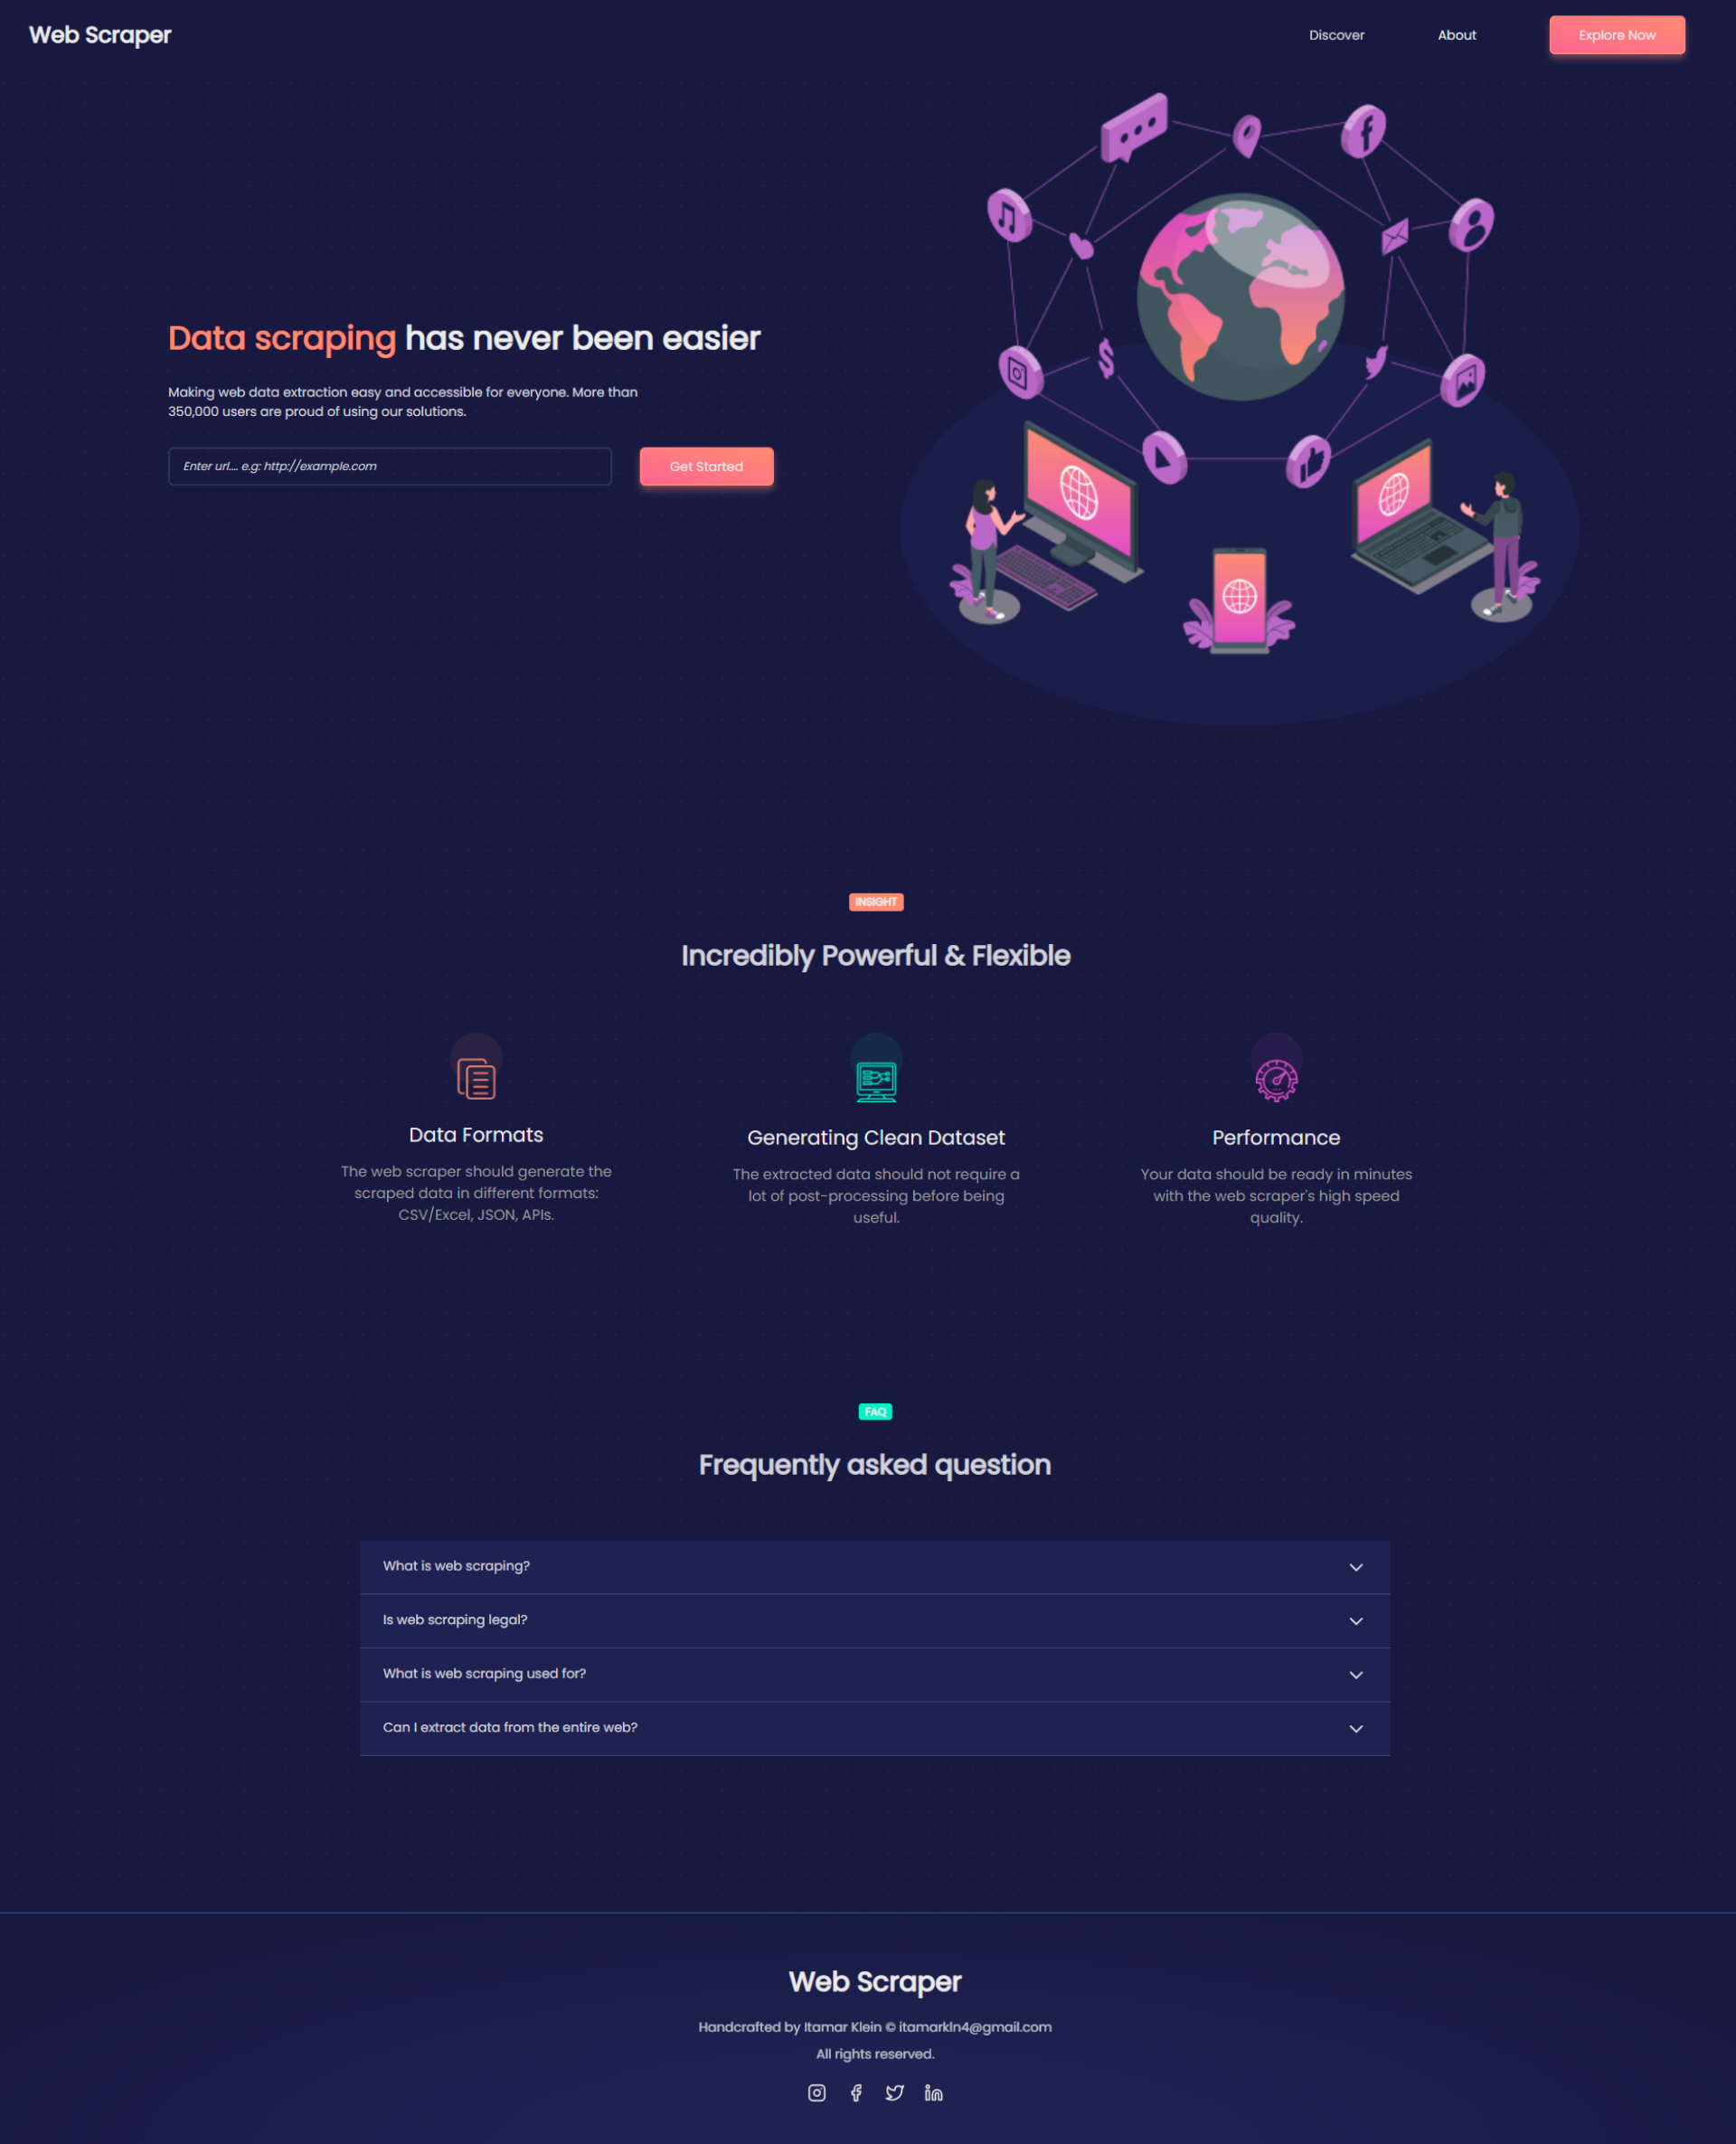 Web Scraper
Discover
About
Explore Now
Data scraping has never been easier
Making web data extraction easy and accessible for everyone. More than
350,000 users are proud of using our solutions.
Enter url.... e.g: http://example.com
Get Started
INSIGHT
Incredibly Powerful & Flexible
Data Formats
The web scraper should generate the
scraped data in different formats:
CSV/Excel, JSON, APIs.
Generating Clean Dataset
The extracted data should not require a
lot of post-processing before being
useful.
Performance
Your data should be ready in minutes
with the web scraper's high speed
quality.
FAQ
Frequently asked question
What is web scraping?
Is web scraping legal?
What is web scraping used for?
Can I extract data from the entire web?
Web Scraper
Handcrafted by Itamar Klein © itamarkln4@gmail.com
All rights reserved.